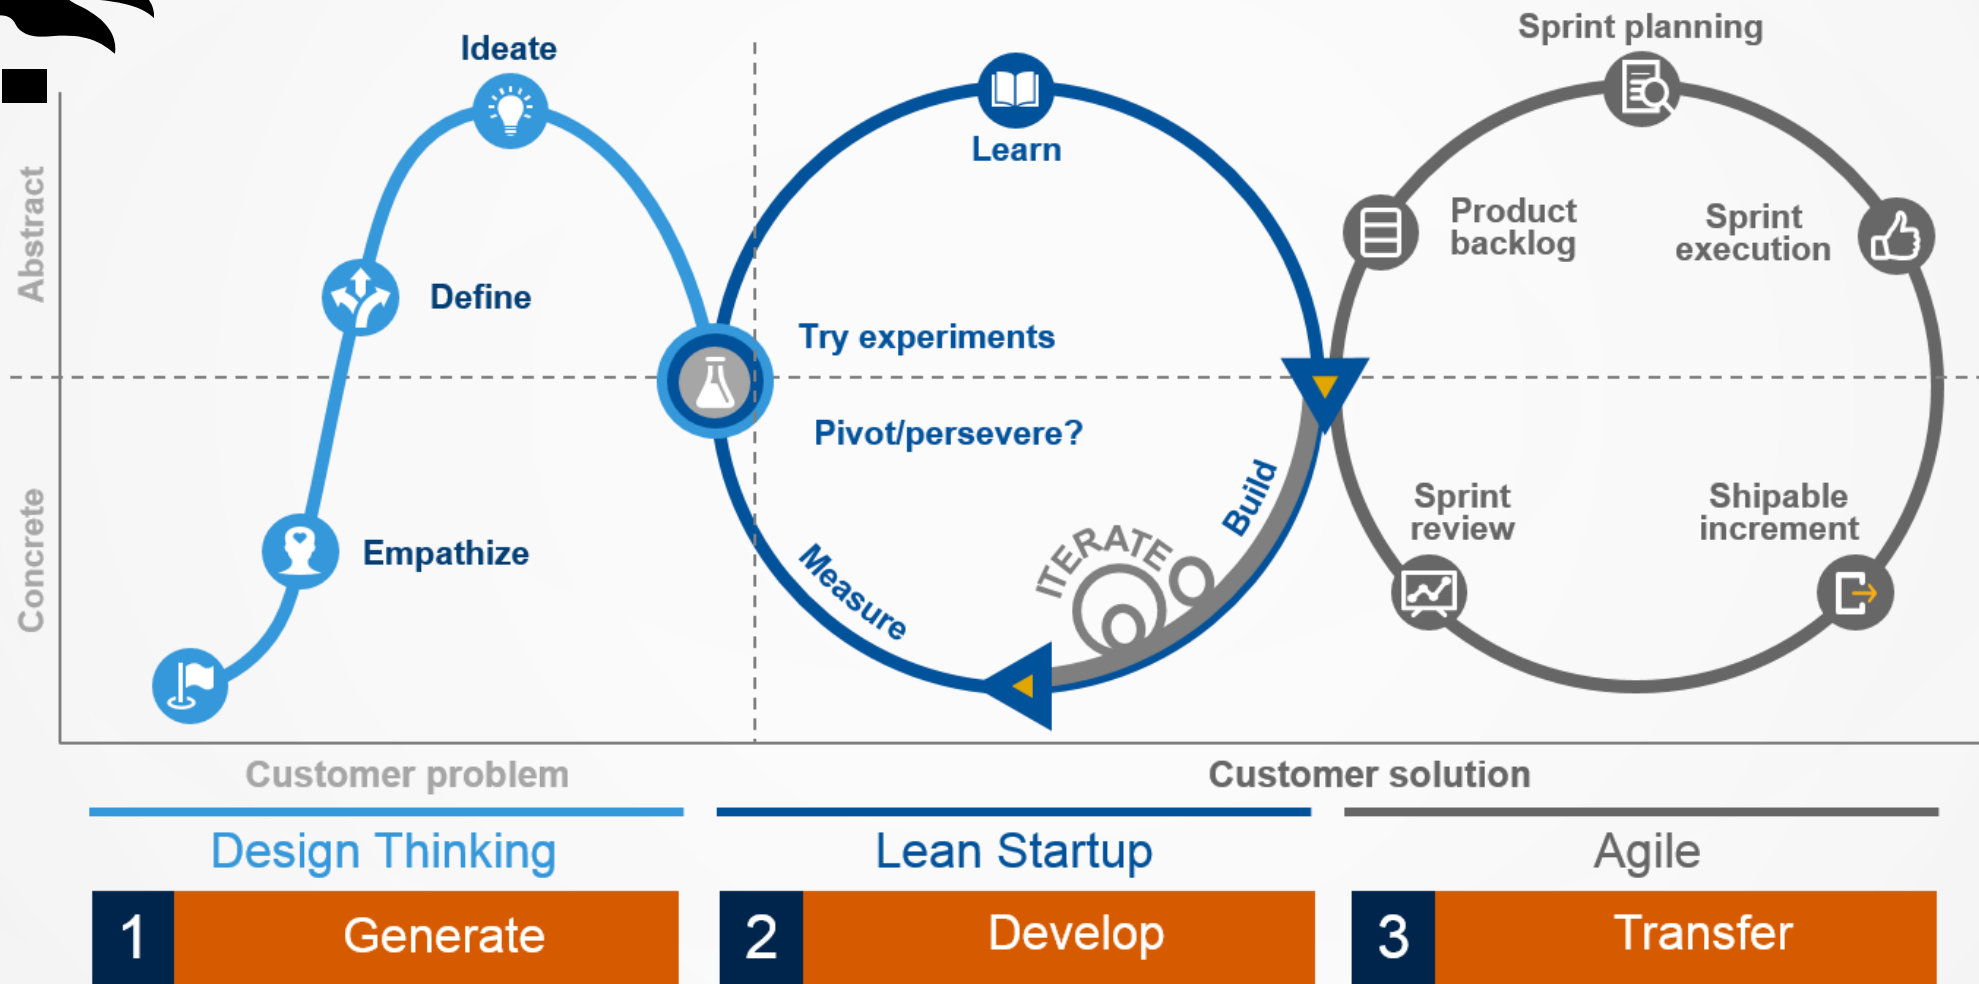 Sprint planning
Ideate
Learn
Abstract
Product
backlog
Sprint
execution
Define
Try experiments
Pivot/persevere?
Concrete
Empathize
Measure
ITERATE
Build
Sprint
review
Shipable
increment
Customer problem
Customer solution
Design Thinking
Lean Startup
Agile
1 Generate
2 Develop
3 Transfer